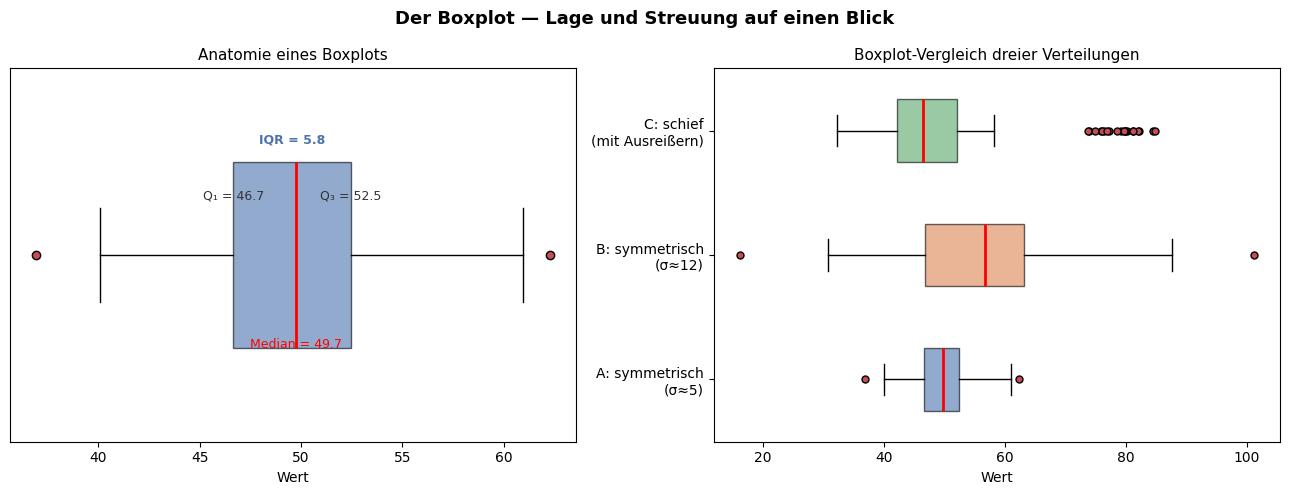 Der Boxplot — Lage und Streuung auf einen Blick
Anatomie eines Boxplots
IQR = 5.8
Q₁ = 46.7
Q₃ = 52.5
Median = 49.7
40
45
50
55
60
Wert
Boxplot-Vergleich dreier Verteilungen
C: schief
(mit Ausreißern)
B: symmetrisch
(σ≈12)
A: symmetrisch
(σ≈5)
20
40
60
80
100
Wert